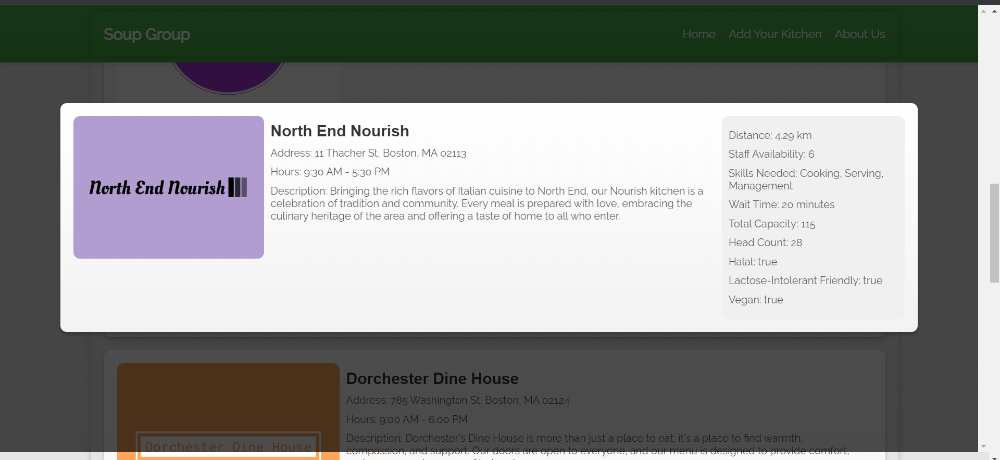 Soup Group
Home
Add Your Kitchen
About Us
North End Nourish
North End Nourish
Address: 11 Thacher St, Boston, MA 02113
Hours: 9:30 AM - 5:30 PM
Description: Bringing the rich flavors of Italian cuisine to North End, our Nourish kitchen is a
celebration of tradition and community. Every meal is prepared with love, embracing the
culinary heritage of the area and offering a taste of home to all who enter.
Distance: 4.29 km
Staff Availability: 6
Skills Needed: Cooking, Serving,
Management
Wait Time: 20 minutes
Total Capacity: 115
Head Count: 28
Halal: true
Lactose-Intolerant Friendly: true
Vegan: true
Dorchester Dine House
Dorchester Dine House
Address: 785 Washington St, Boston, MA 02124
Hours: 9:00 AM - 6:00 PM
Description: Dorchester's Dine House is more than just a place to eat; it's a place to find warmth,
compassion, and support. Our doors are open to everyone, and our menu is designed to provide comfort,